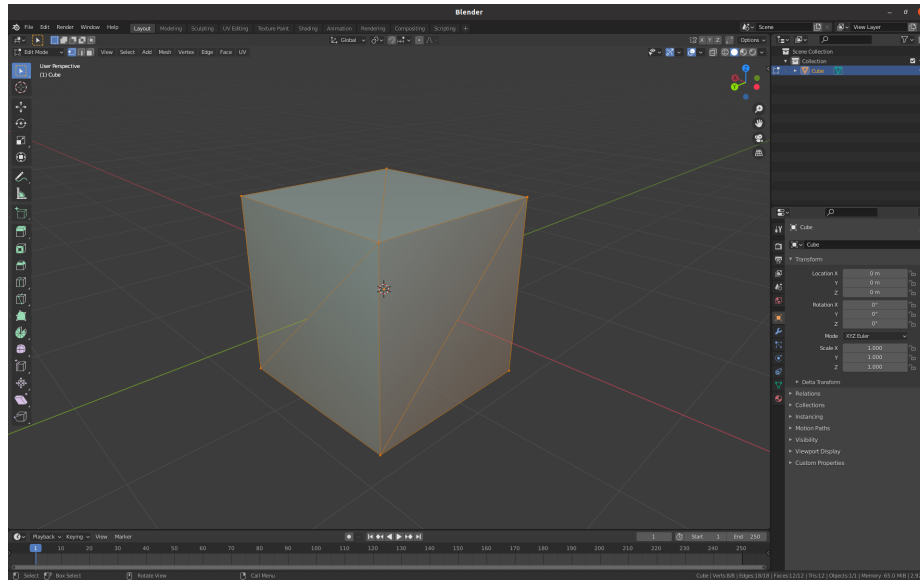 Blender
File Edit Render Window Help Layout Modeling Sculpting UV Editing Texture Paint Shading Animation Rendering Compositing Scripting + Scene View Layer
Global X Y Z Options
Edit Mode View Select Add Mesh Vertex Edge Face UV
User Perspective
(1) Cube
Z
X
Y
Scene Collection
Collection
Cube
Cube
Cube
Transform
Location X 0 m
Y 0 m
Z 0 m
Rotation X 0°
Y 0°
Z 0°
Mode XYZ Euler
Scale X 1.000
Y 1.000
Z 1.000
Delta Transform
Relations
Collections
Instancing
Motion Paths
Visibility
Viewport Display
Custom Properties
Playback Keying View Marker 1 Start 1 End 250
1 10 20 30 40 50 60 70 80 90 100 110 120 130 140 150 160 170 180 190 200 210 220 230 240 250
Select Box Select Rotate View Call Menu Cube | Verts:8/8 | Edges:18/18 | Faces:12/12 | Tris:12 | Objects:1/1 | Memory: 65.0 MiB |